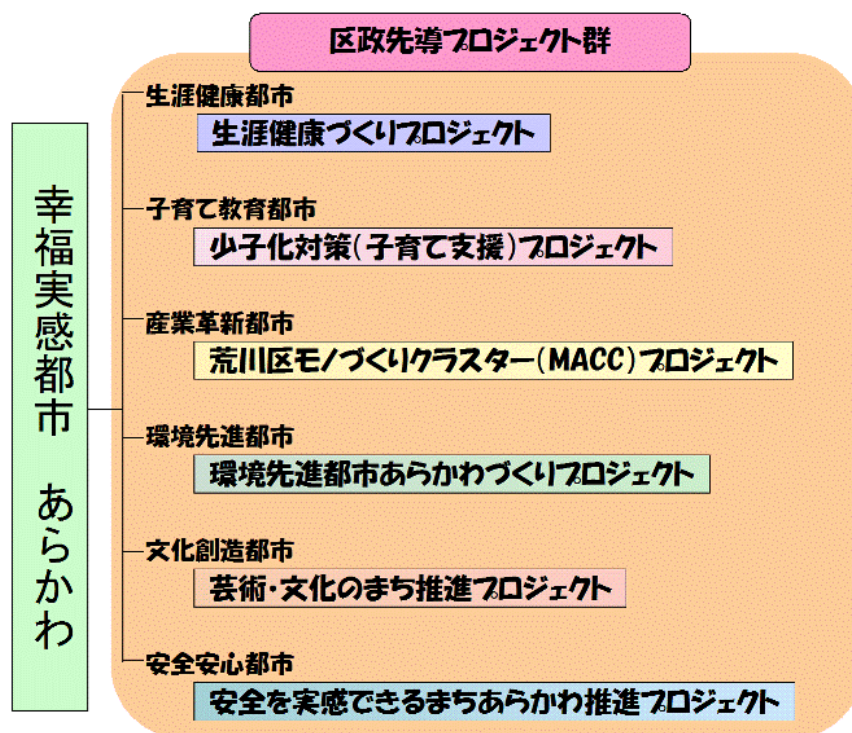 区政先導プロジェクト群
幸福実感都市　あらかわ
生涯健康都市
生涯健康づくりプロジェクト
子育て教育都市
少子化対策(子育て支援)プロジェクト
産業革新都市
荒川区モノづくりクラスター(MACC)プロジェクト
環境先進都市
環境先進都市あらかわづくりプロジェクト
文化創造都市
芸術・文化のまち推進プロジェクト
安全安心都市
安全を実感できるまちあらかわ推進プロジェクト